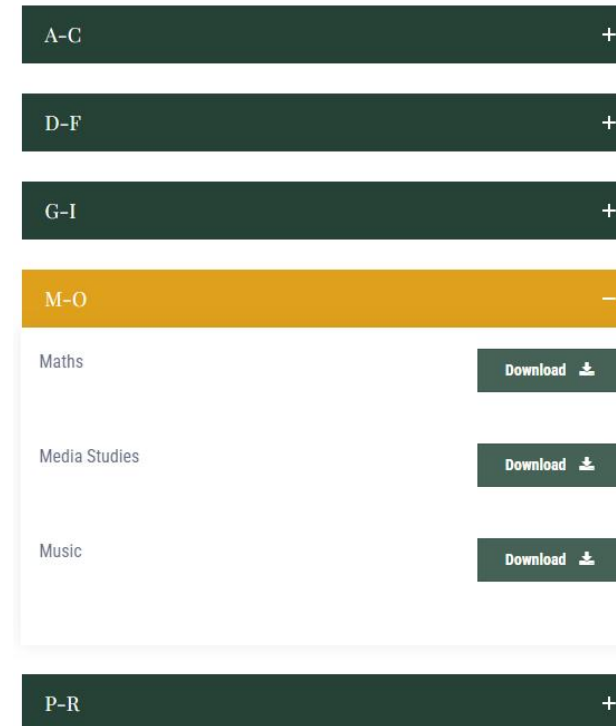 A-C
D-F
G-I
M-O
Maths
Download
Media Studies
Download
Music
Download
P-R